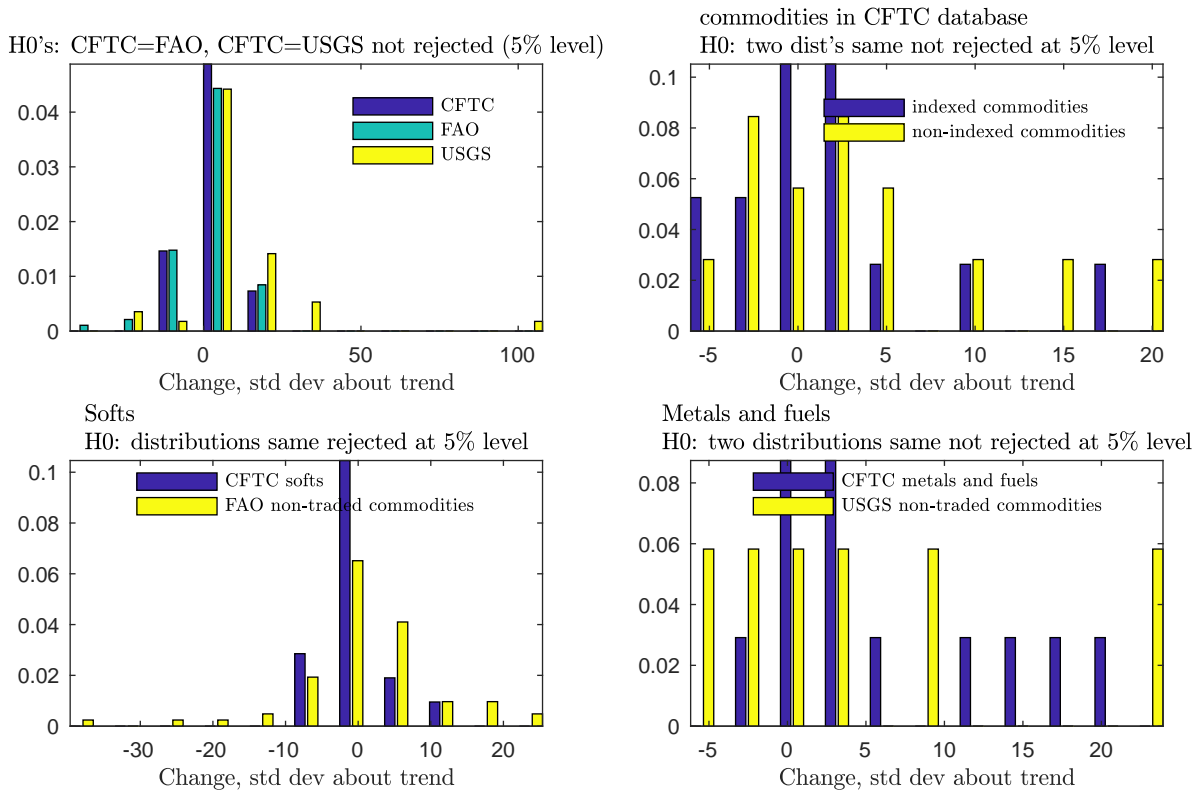 H0's: CFTC=FAO, CFTC=USGS not rejected (5% level)
0.04
0.03
0.02
0.01
0
CFTC
FAO
USGS
0
50
100
Change, std dev about trend
commodities in CFTC database
H0: two dist's same not rejected at 5% level
0.1
0.08
0.06
0.04
0.02
0
indexed commodities
non-indexed commodities
-5
0
5
10
15
20
Change, std dev about trend
Softs
H0: distributions same rejected at 5% level
0.1
0.08
0.06
0.04
0.02
0
CFTC softs
FAO non-traded commodities
-30
-20
-10
0
10
20
Change, std dev about trend
Metals and fuels
H0: two distributions same not rejected at 5% level
0.08
0.06
0.04
0.02
0
CFTC metals and fuels
USGS non-traded commodities
-5
0
5
10
15
20
Change, std dev about trend